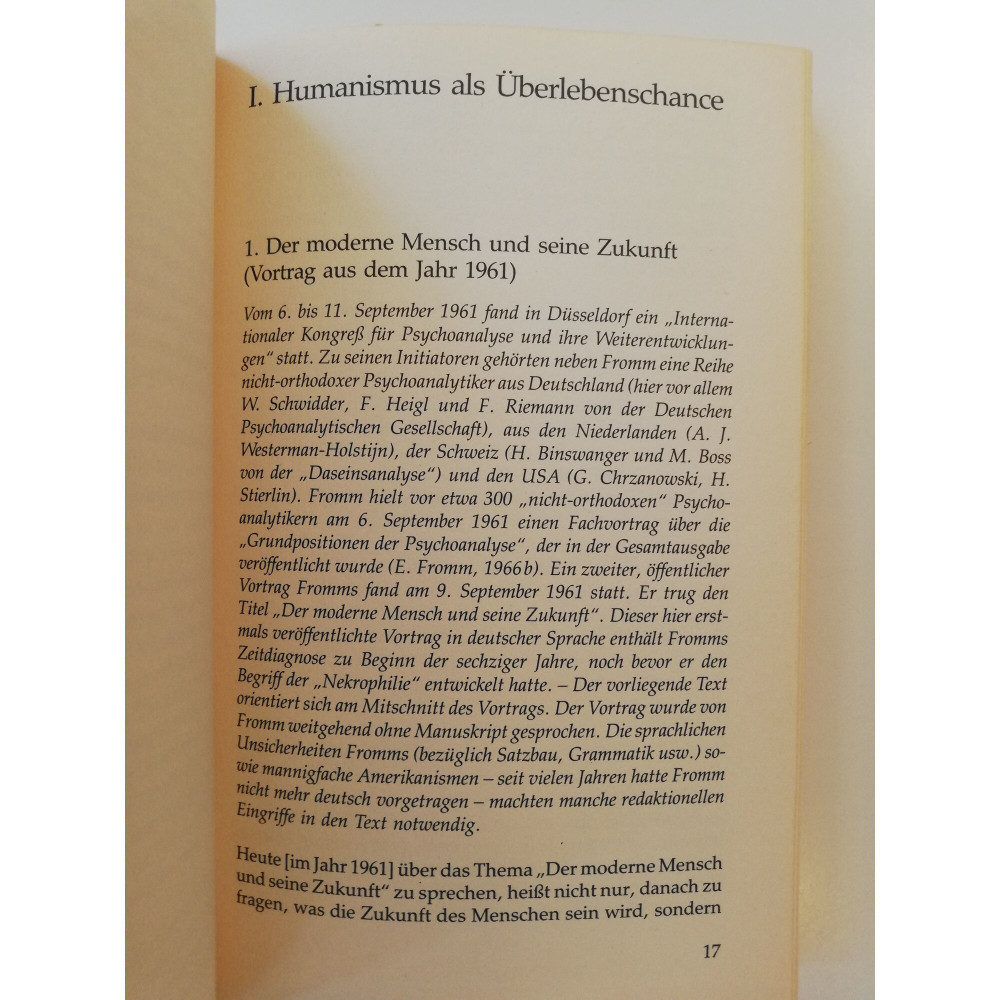 I. Humanismus als Überlebenschance
1. Der moderne Mensch und seine Zukunft
(Vortrag aus dem Jahr 1961)
Vom 6. bis 11. September 1961 fand in Düsseldorf ein „Interna-
tionaler Kongreß für Psychoanalyse und ihre Weiterentwicklun-
gen“ statt. Zu seinen Initiatoren gehörten neben Fromm eine Reihe
nicht-orthodoxer Psychoanalytiker aus Deutschland (hier vor allem
W. Schwidder, F. Heigl und F. Riemann von der Deutschen
Psychoanalytischen Gesellschaft), aus den Niederlanden (A. J.
Westerman-Holstijn), der Schweiz (H. Binswanger und M. Boss
von der „Daseinsanalyse“) und den USA (G. Chrzanowski, H.
Stierlin). Fromm hielt vor etwa 300 „nicht-orthodoxen“ Psycho-
analytikern am 6. September 1961 einen Fachvortrag über die
„Grundpositionen der Psychoanalyse“, der in der Gesamtausgabe
veröffentlicht wurde (E. Fromm, 1966b). Ein zweiter, öffentlicher
Vortrag Fromms fand am 9. September 1961 statt. Er trug den
Titel „Der moderne Mensch und seine Zukunft“. Dieser hier erst-
mals veröffentlichte Vortrag in deutscher Sprache enthält Fromms
Zeitdiagnose zu Beginn der sechziger Jahre, noch bevor er den
Begriff der „Nekrophilie“ entwickelt hatte. – Der vorliegende Text
orientiert sich am Mitschnitt des Vortrags. Der Vortrag wurde von
Fromm weitgehend ohne Manuskript gesprochen. Die sprachlichen
Unsicherheiten Fromms (bezüglich Satzbau, Grammatik usw.) so-
wie mannigfache Amerikanismen – seit vielen Jahren hatte Fromm
nicht mehr deutsch vorgetragen – machten manche redaktionellen
Eingriffe in den Text notwendig.
Heute [im Jahr 1961] über das Thema „Der moderne Mensch
und seine Zukunft“ zu sprechen, heißt nicht nur, danach zu
fragen, was die Zukunft des Menschen sein wird, sondern
17